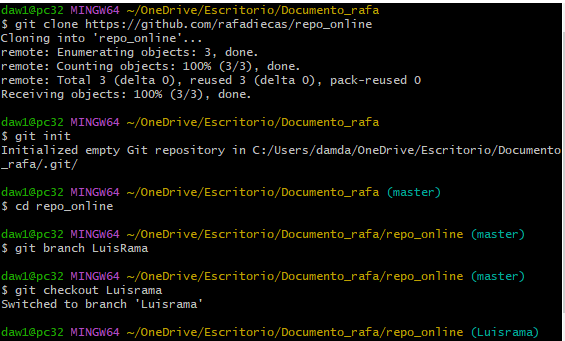 daw1@pc32 MINGW64 ~/OneDrive/Escritorio/Documento_rafa
$ git clone https://github.com/rafadiecas/repo_online
Cloning into 'repo_online'...
remote: Enumerating objects: 3, done.
remote: Counting objects: 100% (3/3), done.
remote: Total 3 (delta 0), reused 3 (delta 0), pack-reused 0
Receiving objects: 100% (3/3), done.
daw1@pc32 MINGW64 ~/OneDrive/Escritorio/Documento_rafa
$ git init
Initialized empty Git repository in C:/Users/damda/OneDrive/Escritorio/Documento
_rafa/.git/
daw1@pc32 MINGW64 ~/OneDrive/Escritorio/Documento_rafa (master)
$ cd repo_online
daw1@pc32 MINGW64 ~/OneDrive/Escritorio/Documento_rafa/repo_online (master)
$ git branch LuisRama
daw1@pc32 MINGW64 ~/OneDrive/Escritorio/Documento_rafa/repo_online (master)
$ git checkout Luisrama
Switched to branch 'Luisrama'
daw1@pc32 MINGW64 ~/OneDrive/Escritorio/Documento_rafa/repo_online (Luisrama)